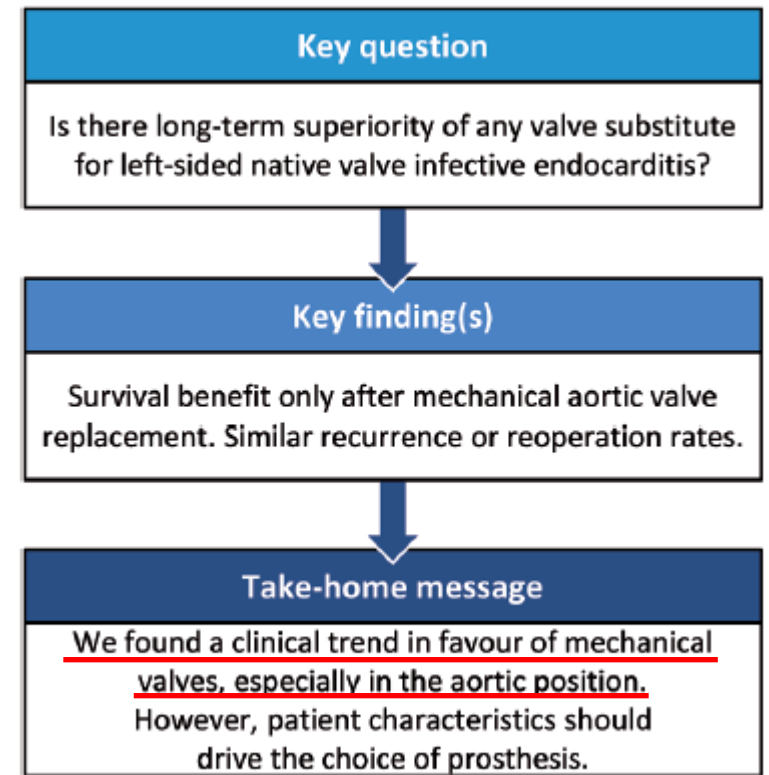 Key question
Is there long-term superiority of any valve substitute
for left-sided native valve infective endocarditis?
Key finding(s)
Survival benefit only after mechanical aortic valve
replacement. Similar recurrence or reoperation rates.
Take-home message
We found a clinical trend in favour of mechanical
valves, especially in the aortic position.
However, patient characteristics should
drive the choice of prosthesis.